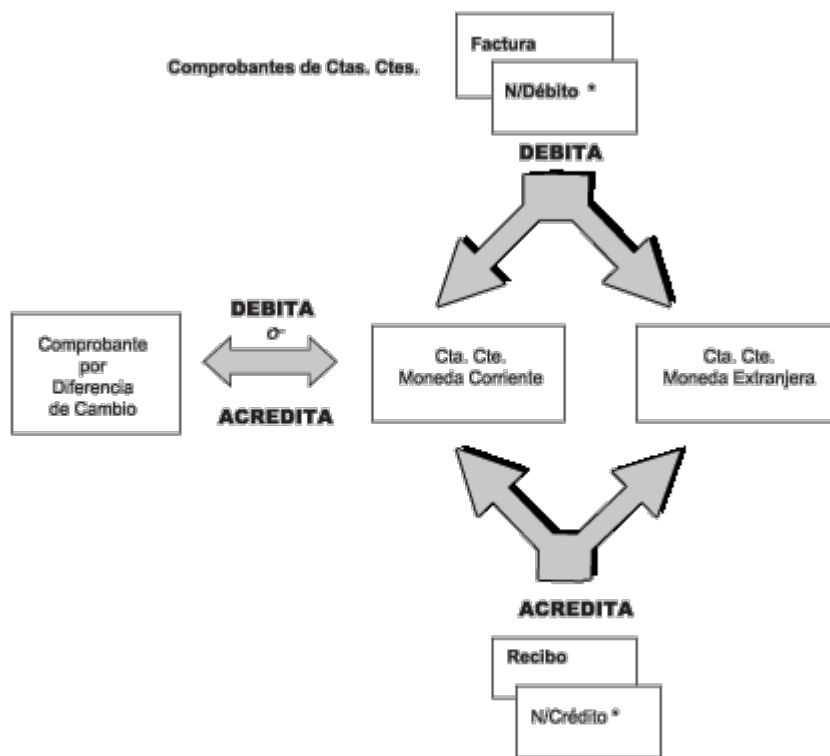 Factura
Comprobantes de Ctas. Ctes.
N/Débito *
DEBITA
DEBITA
o
ACREDITA
Comprobante
por
Diferencia
de Cambio
Cta. Cte.
Moneda Corriente
Cta. Cte.
Moneda Extranjera
ACREDITA
Recibo
N/Crédito *